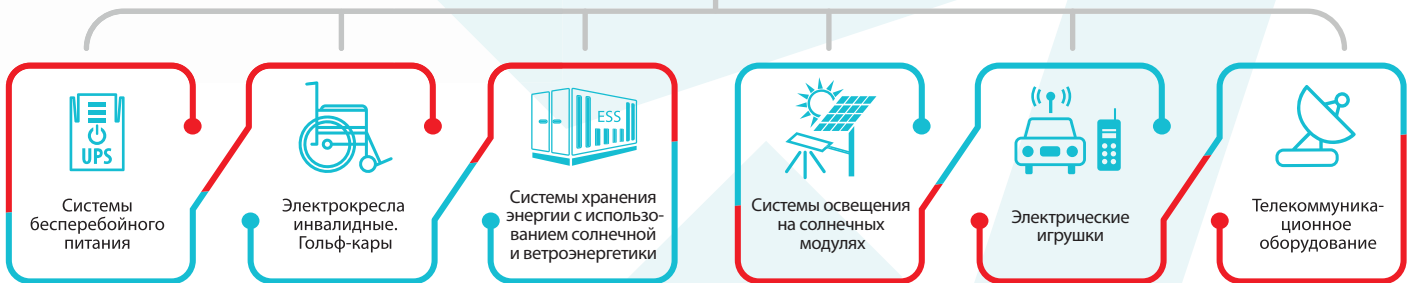 UPS
Системы
бесперебойного
питания
Электрокресла
инвалидные.
Гольф-кары
ESS
Системы хранения
энергии с использо-
ванием солнечной
и ветроэнергетики
Системы освещения
на солнечных
модулях
Электрические
игрушки
Телекоммуника-
ционное
оборудование